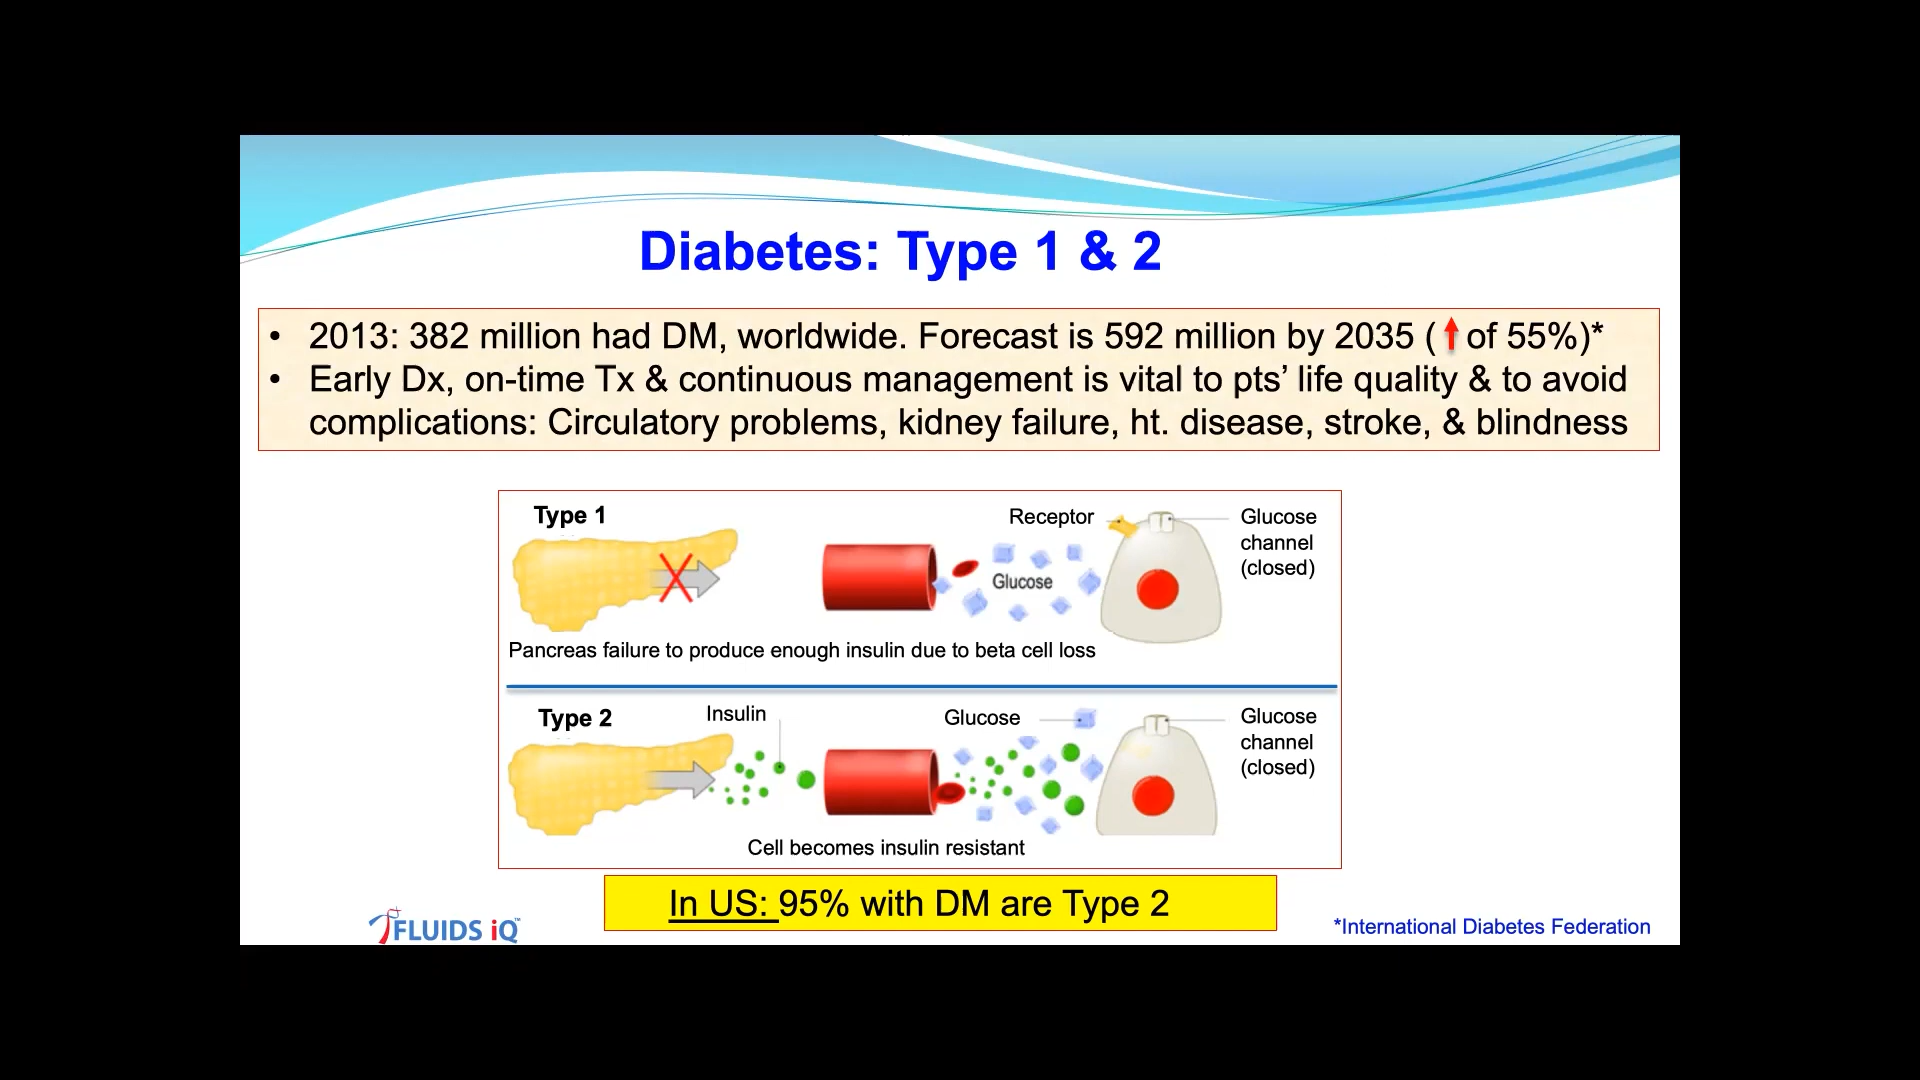 Diabetes: Type 1 & 2
• 2013: 382 million had DM, worldwide. Forecast is 592 million by 2035 ( of 55%)*
• Early Dx, on-time Tx & continuous management is vital to pts’ life quality & to avoid
complications: Circulatory problems, kidney failure, ht. disease, stroke, & blindness
Type 1
Receptor
Glucose
channel
(closed)
Glucose
Pancreas failure to produce enough insulin due to beta cell loss
Type 2
Insulin
Glucose
Glucose
channel
(closed)
Cell becomes insulin resistant
In US: 95% with DM are Type 2
FLUIDS iQ™
*International Diabetes Federation